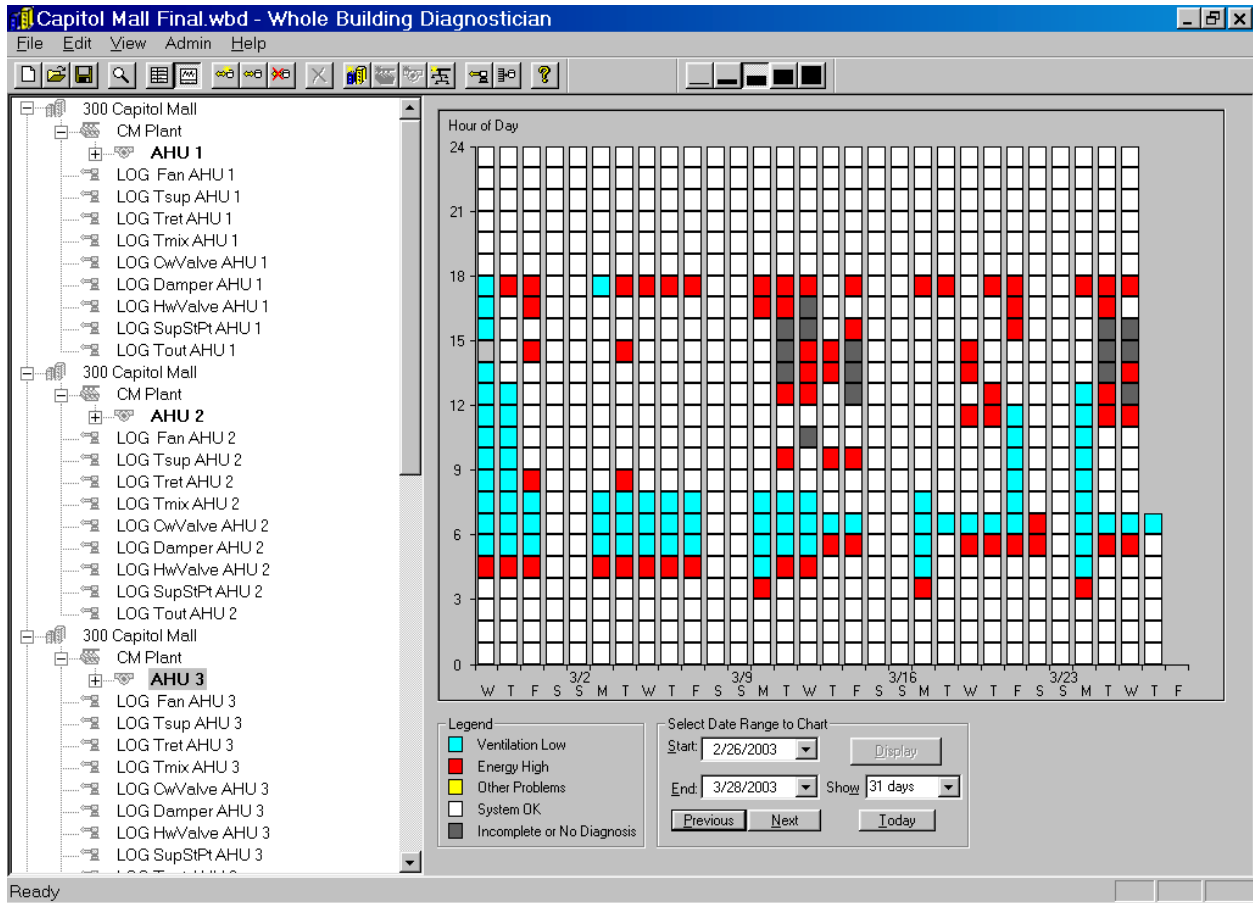 Capitol Mall Final.wbd - Whole Building Diagnostician
File Edit View Admin Help
300 Capitol Mall
CM Plant
AHU 1
LOG Fan AHU 1
LOG Tsup AHU 1
LOG Tret AHU 1
LOG Tmix AHU 1
LOG CwValve AHU 1
LOG Damper AHU 1
LOG HwValve AHU 1
LOG SupStPt AHU 1
LOG Tout AHU 1
300 Capitol Mall
CM Plant
AHU 2
LOG Fan AHU 2
LOG Tsup AHU 2
LOG Tret AHU 2
LOG Tmix AHU 2
LOG CwValve AHU 2
LOG Damper AHU 2
LOG HwValve AHU 2
LOG SupStPt AHU 2
LOG Tout AHU 2
300 Capitol Mall
CM Plant
AHU 3
LOG Fan AHU 3
LOG Tsup AHU 3
LOG Tret AHU 3
LOG Tmix AHU 3
LOG CwValve AHU 3
LOG Damper AHU 3
LOG HwValve AHU 3
LOG SupStPt AHU 3
Hour of Day
24
21
18
15
12
9
6
3
0
3/2 3/9 3/16 3/23
W T F S S M T W T F S S M T W T F S S M T W T F S S M T W T F
Legend
Ventilation Low
Energy High
Other Problems
System OK
Incomplete or No Diagnosis
Select Date Range to Chart
Start: 2/26/2003 Display
End: 3/28/2003 Show 31 days
Previous Next Today
Ready